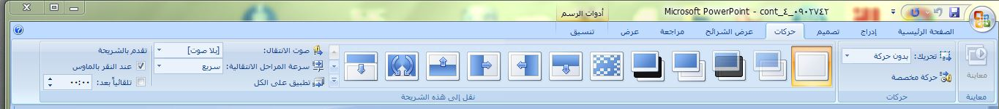 أدوات الرسم
Microsoft PowerPoint - cont_٤_٠٩٠٢٧٤٢
الصفحة الرئيسية
إدراج
تصميم
حركات
عرض الشرائح
مراجعة
عرض
تنسيق
معاينة
معاينة
تحريك: بدون حركة
حركة مخصصة
حركات
صوت الانتقال: [بلا صوت]
سرعة المراحل الانتقالية: سريع
تطبيق على الكل
تقدم بالشريحة
عند النقر بالماوس
تلقائياً بعد: ٠٠:٠٠
نقل إلى هذه الشريحة